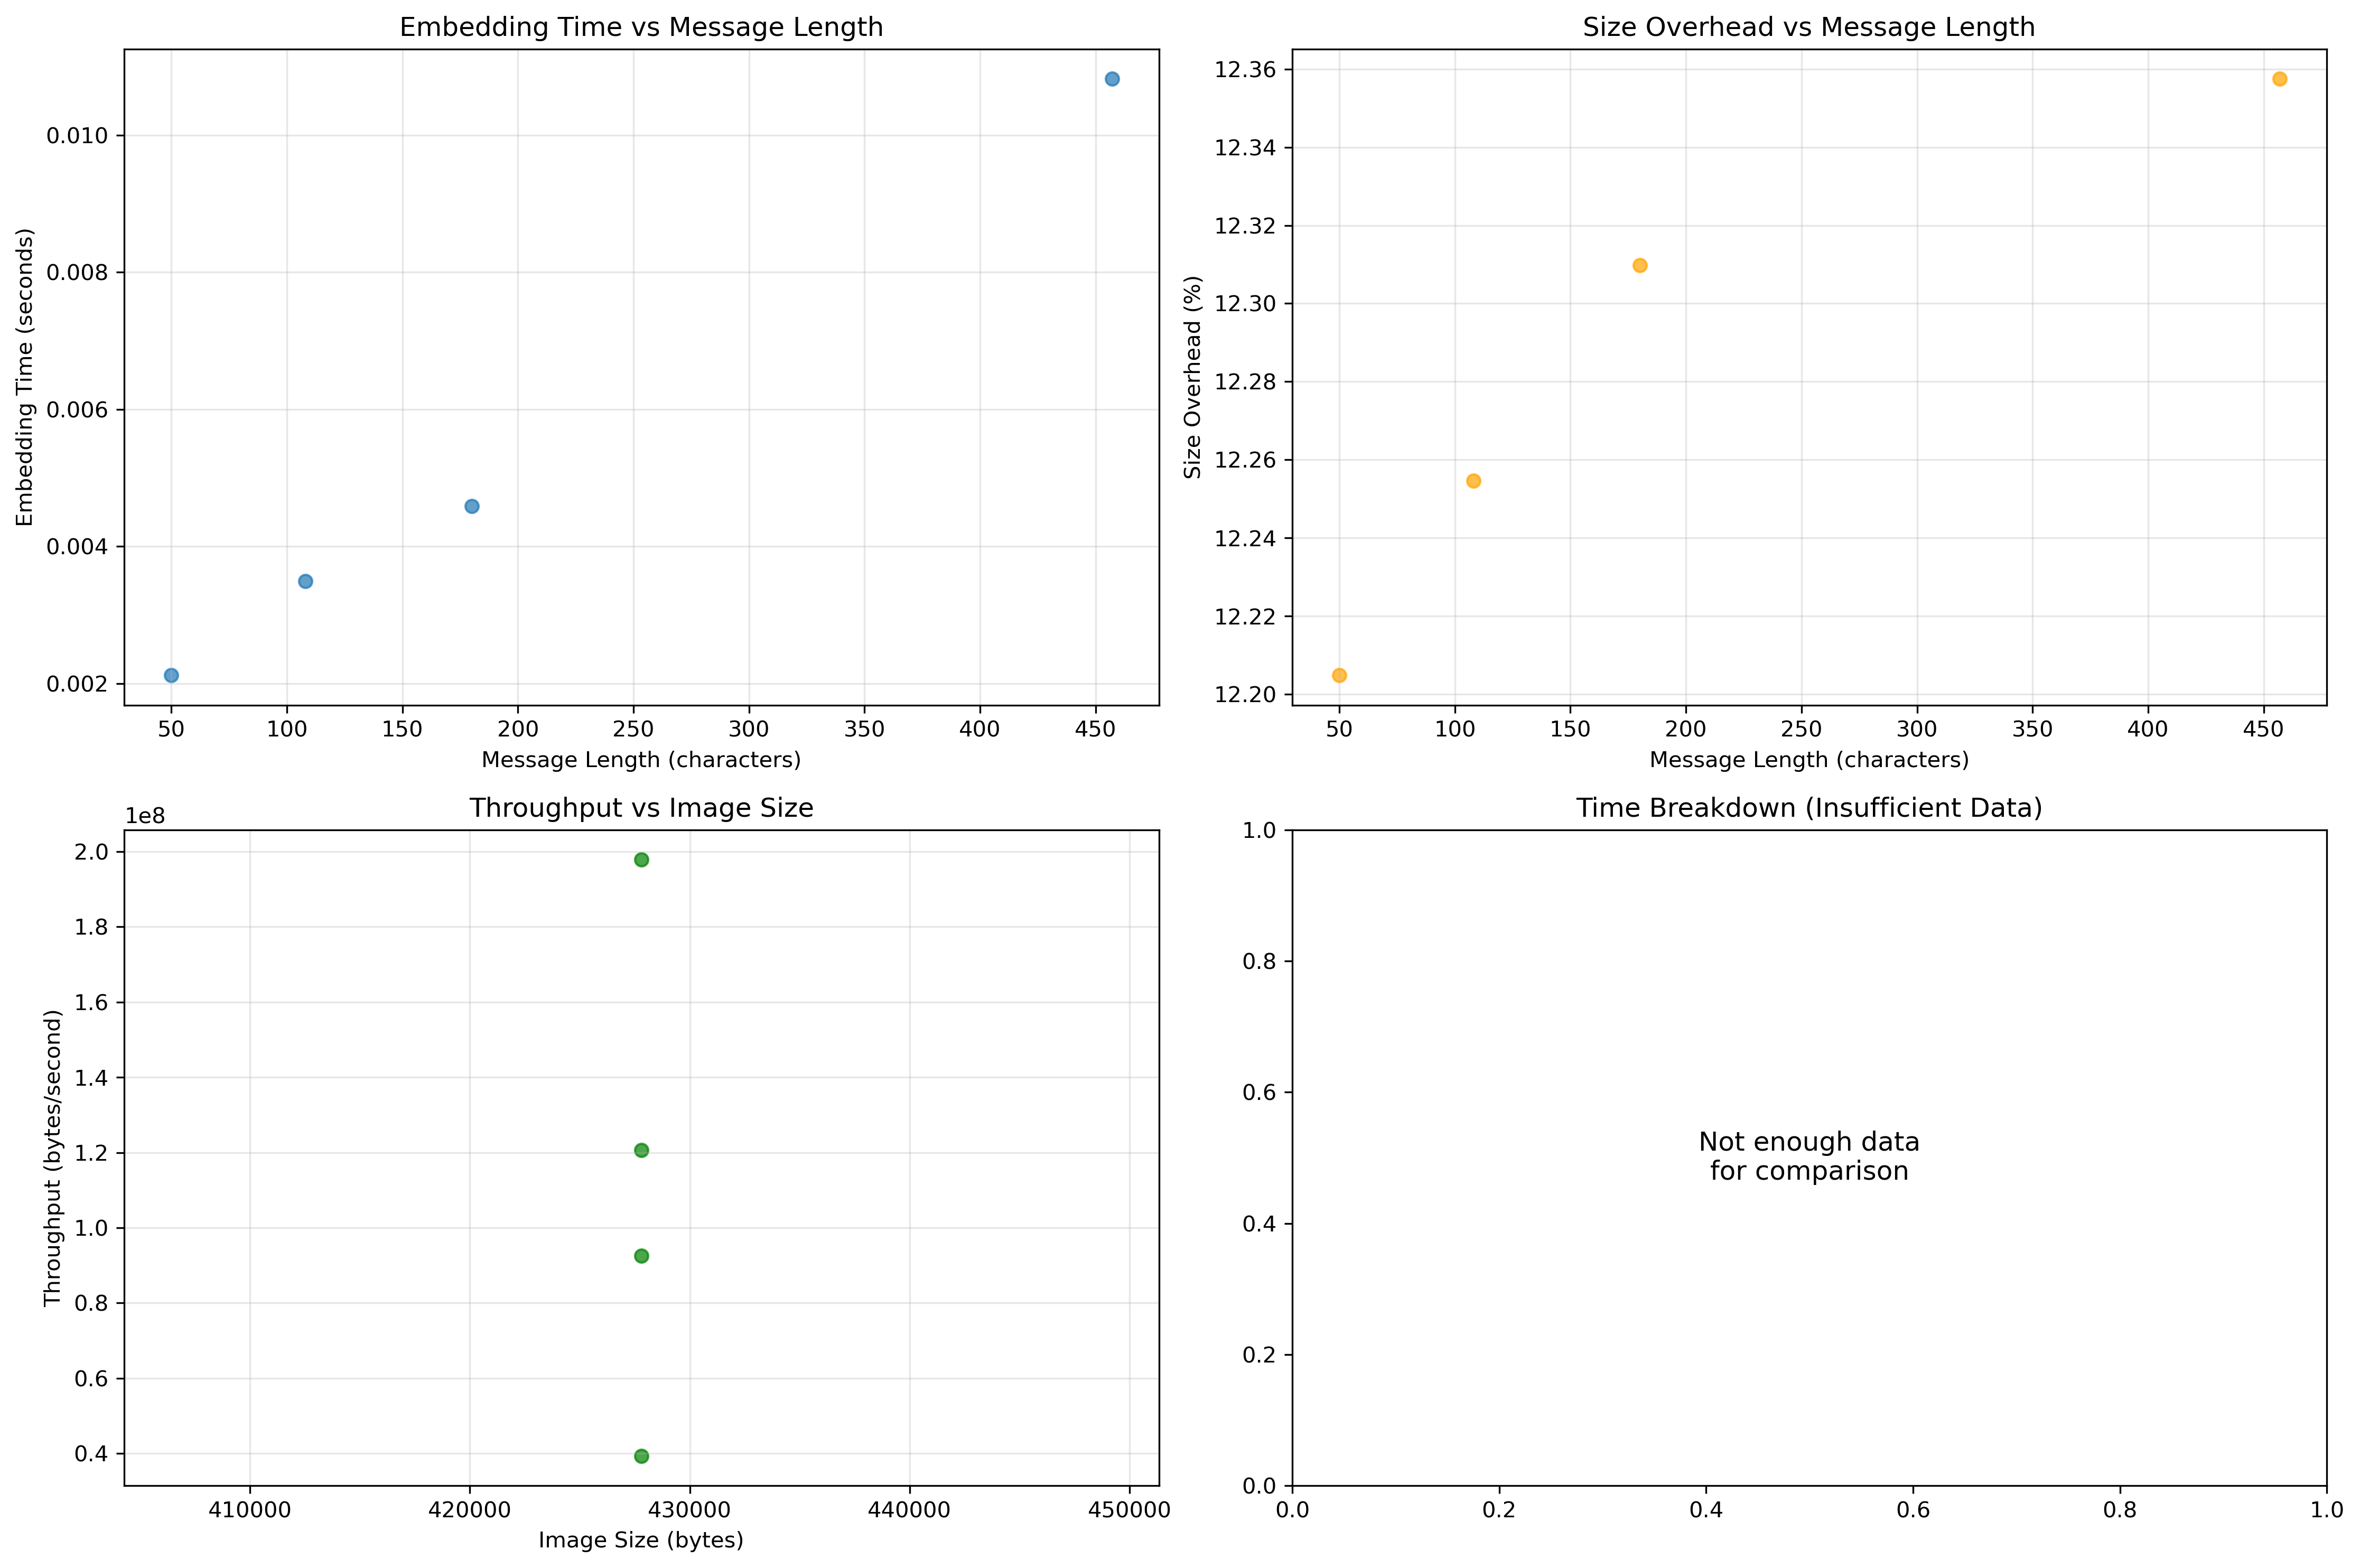 Embedding Time vs Message Length
Embedding Time (seconds)
0.010
0.008
0.006
0.004
0.002
50 100 150 200 250 300 350 400 450
Message Length (characters)
Size Overhead vs Message Length
Size Overhead (%)
12.36
12.34
12.32
12.30
12.28
12.26
12.24
12.22
12.20
50 100 150 200 250 300 350 400 450
Message Length (characters)
Throughput vs Image Size
1e8
Throughput (bytes/second)
2.0
1.8
1.6
1.4
1.2
1.0
0.8
0.6
0.4
410000 420000 430000 440000 450000
Image Size (bytes)
Time Breakdown (Insufficient Data)
1.0
0.8
0.6
0.4
0.2
0.0
Not enough data
for comparison
0.0 0.2 0.4 0.6 0.8 1.0